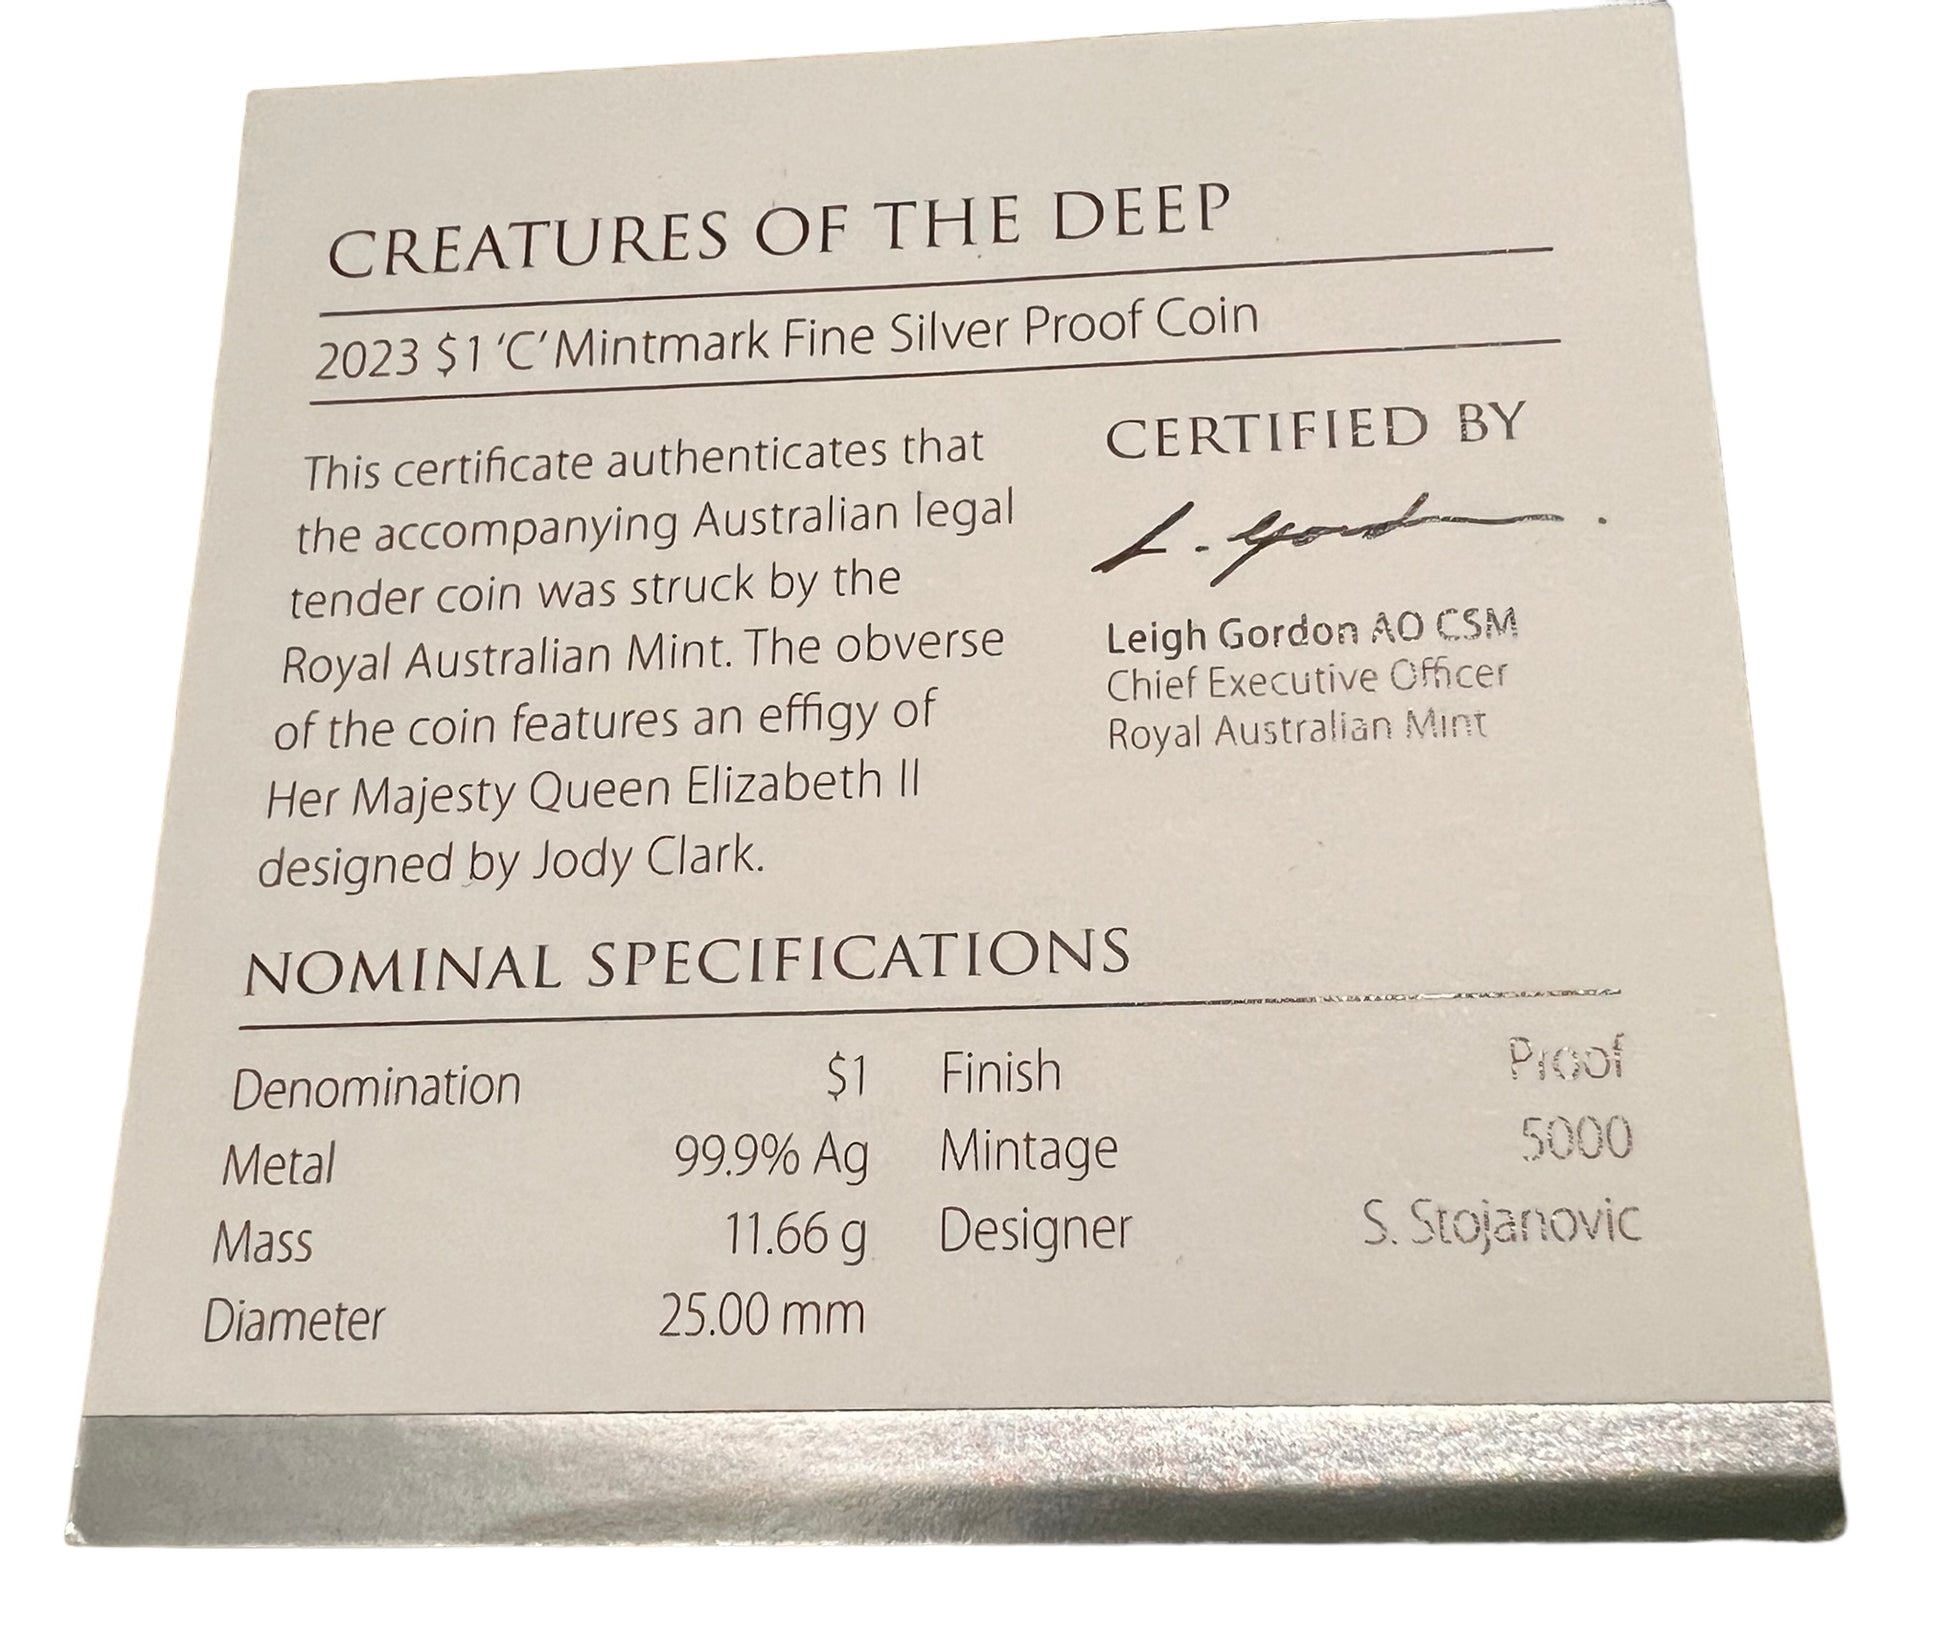 CREATURES OF THE DEEP
2023 $1 ‘C’ Mintmark Fine Silver Proof Coin
This certificate authenticates that
the accompanying Australian legal
tender coin was struck by the
Royal Australian Mint. The obverse
of the coin features an effigy of
Her Majesty Queen Elizabeth II
designed by Jody Clark.
CERTIFIED BY
L. Gordon.
Leigh Gordon AO CSM
Chief Executive Officer
Royal Australian Mint
NOMINAL SPECIFICATIONS
Denomination $1 Finish Proof
Metal 99.9% Ag Mintage 5000
Mass 11.66 g Designer S. Stojanovic
Diameter 25.00 mm